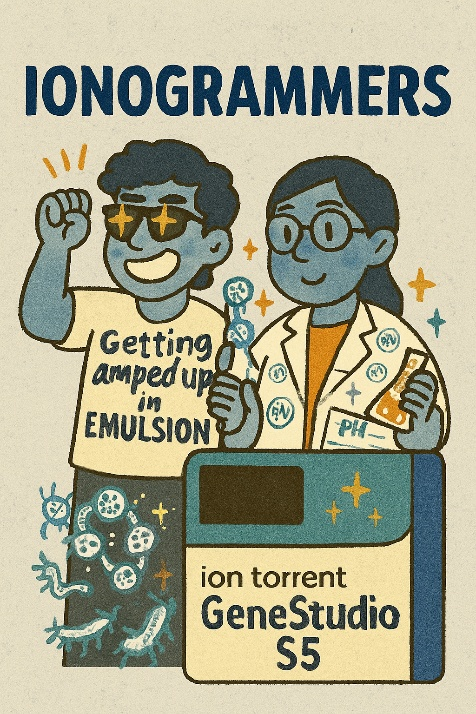 IONOGRAMMERS
Getting
amped up
in
EMULSION
PH
ion torrent
GeneStudio
S5